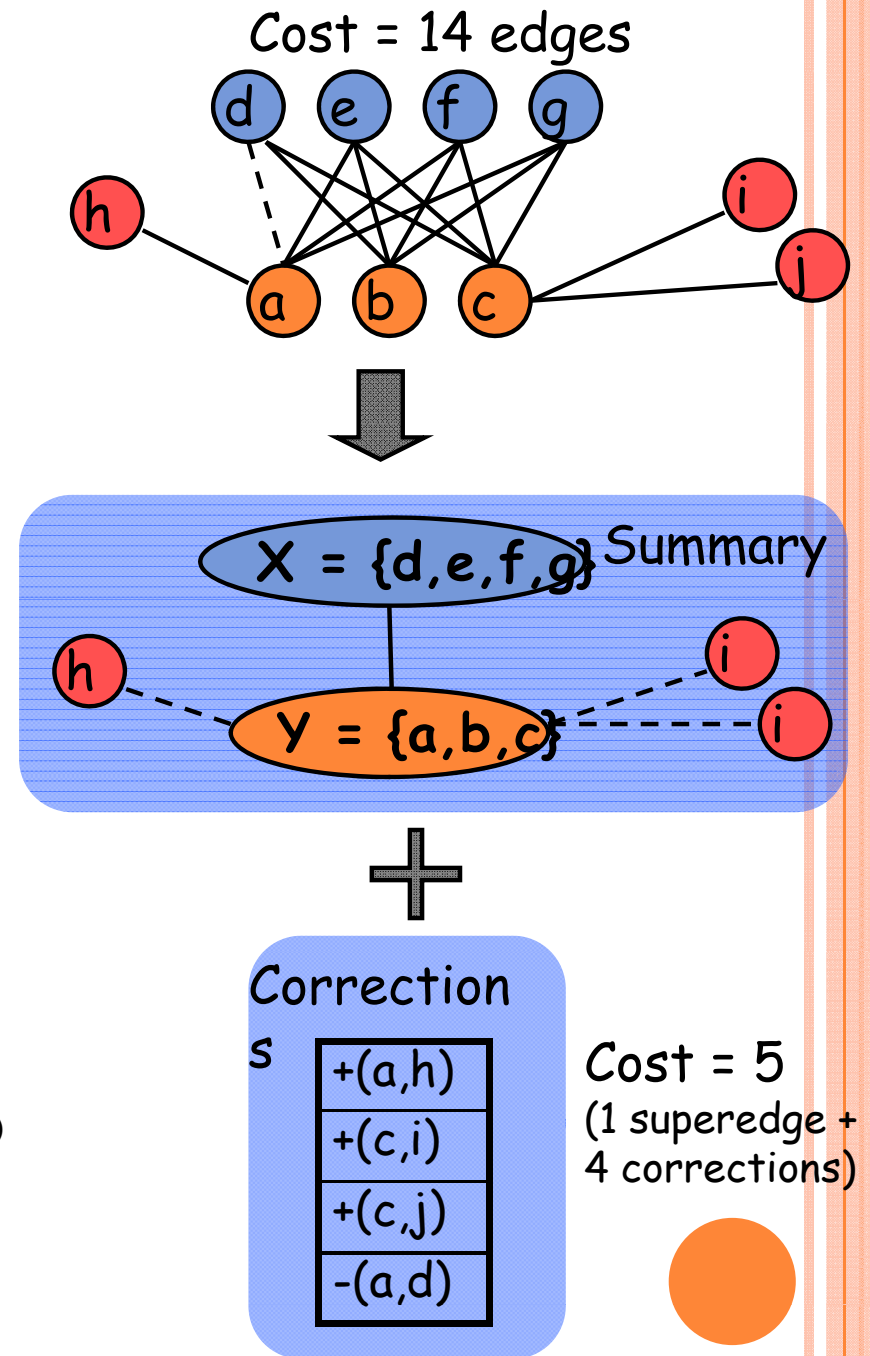 Cost = 14 edges
d e f g
h
i
j
a b c
X = {d,e,f,g}
Summary
h
i
Y = {a,b,c}
i
Correction
s
+(a,h)
+(c,i)
+(c,j)
-(a,d)
Cost = 5
(1 superedge +
4 corrections)
)